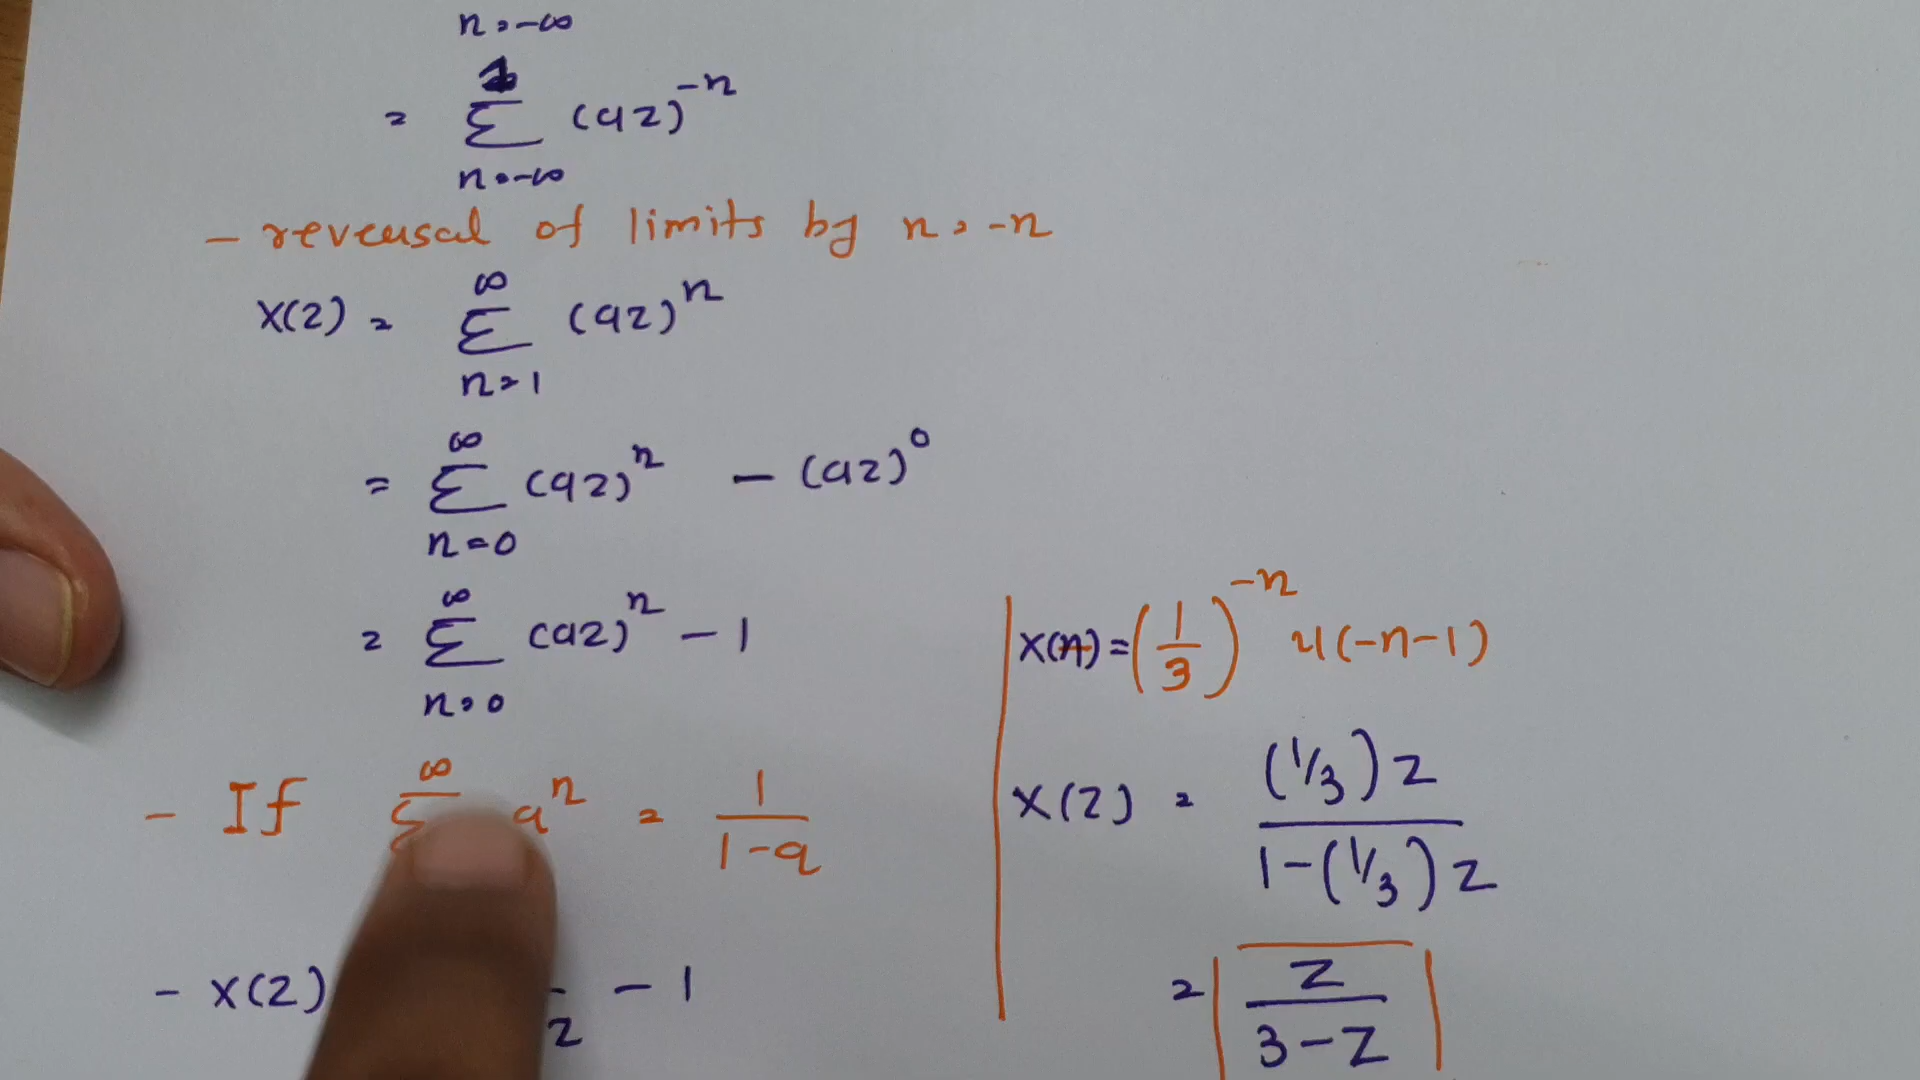 n=-∞
= Σ (az)^-n
n=-∞
- reversal of limits by n=-n
∞
X(z) = Σ (az)^n
n=1
∞
= Σ (az)^n - (az)^0
n=0
∞
= Σ (az)^n - 1
n=0
- If ∞ Σ a^n = 1/(1-a)
- X(z) - 1
z
X(n) = (1/3)^-n u(-n-1)
X(z) = (1/3)z / 1-(1/3)z
= z / 3-z